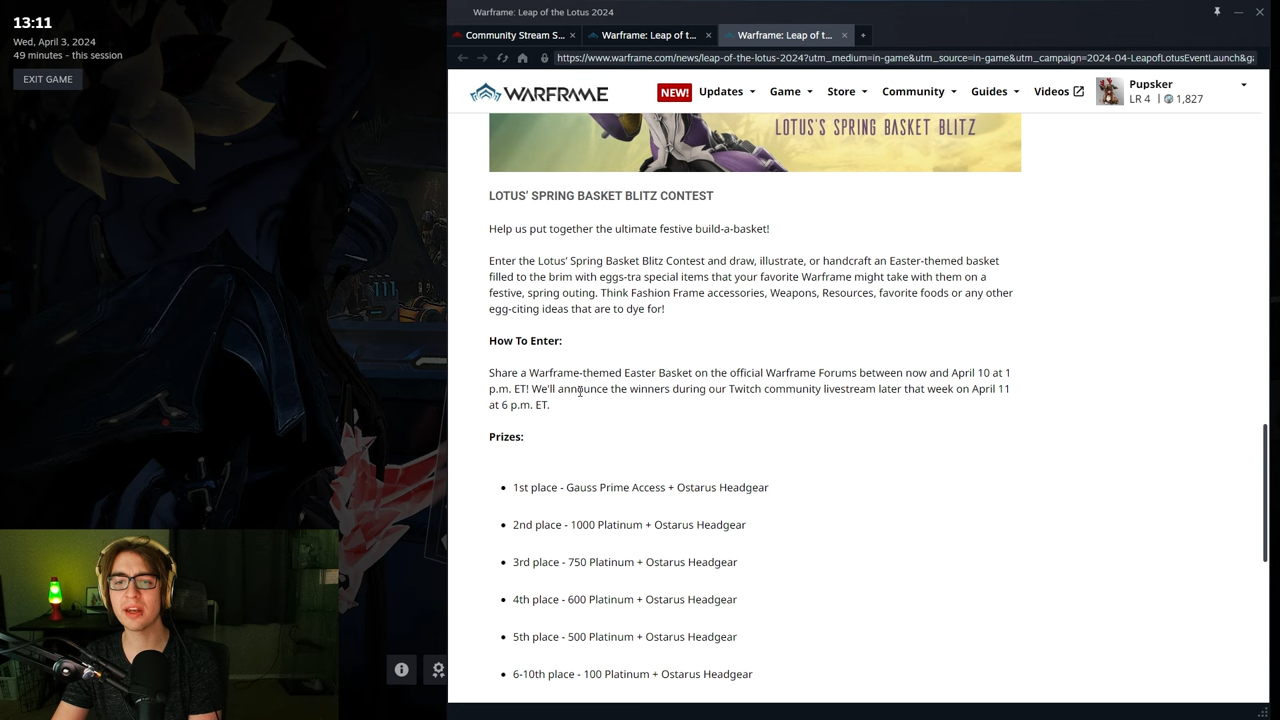 13:11
Wed, April 3, 2024
49 minutes - this session
EXIT GAME
Warframe: Leap of the Lotus 2024
Community Stream S...
Warframe: Leap of t...
Warframe: Leap of t...
https://www.warframe.com/news/leap-of-the-lotus-2024?utm_medium=in-game&utm_source=in-game&utm_campaign=2024-04-LeapofLotusEventLaunch&g
WARFRAME
NEW!
Updates
Game
Store
Community
Guides
Videos
Pupsker
LR 4 | 1,827
LOTUS'S SPRING BASKET BLITZ
LOTUS’ SPRING BASKET BLITZ CONTEST
Help us put together the ultimate festive build-a-basket!
Enter the Lotus’ Spring Basket Blitz Contest and draw, illustrate, or handcraft an Easter-themed basket
filled to the brim with eggs-tra special items that your favorite Warframe might take with them on a
festive, spring outing. Think Fashion Frame accessories, Weapons, Resources, favorite foods or any other
egg-citing ideas that are to dye for!
How To Enter:
Share a Warframe-themed Easter Basket on the official Warframe Forums between now and April 10 at 1
p.m. ET! We'll announce the winners during our Twitch community livestream later that week on April 11
at 6 p.m. ET.
Prizes:
• 1st place - Gauss Prime Access + Ostarus Headgear
• 2nd place - 1000 Platinum + Ostarus Headgear
• 3rd place - 750 Platinum + Ostarus Headgear
• 4th place - 600 Platinum + Ostarus Headgear
• 5th place - 500 Platinum + Ostarus Headgear
• 6-10th place - 100 Platinum + Ostarus Headgear